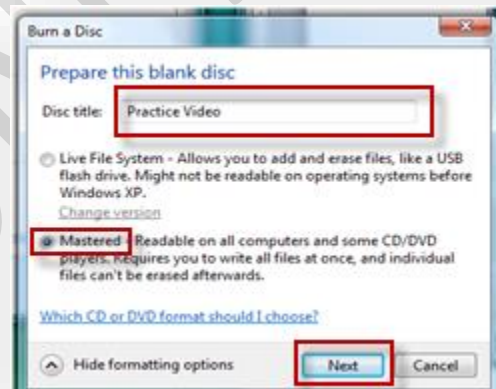 Burn a Disc
Prepare this blank disc
Disc title: Practice Video
Live File System - Allows you to add and erase files, like a USB
flash drive. Might not be readable on operating systems before
Windows XP.
Change version
Mastered - Readable on all computers and some CD/DVD
players. Requires you to write all files at once, and individual
files can't be erased afterwards.
Which CD or DVD format should I choose?
Hide formatting options Next Cancel